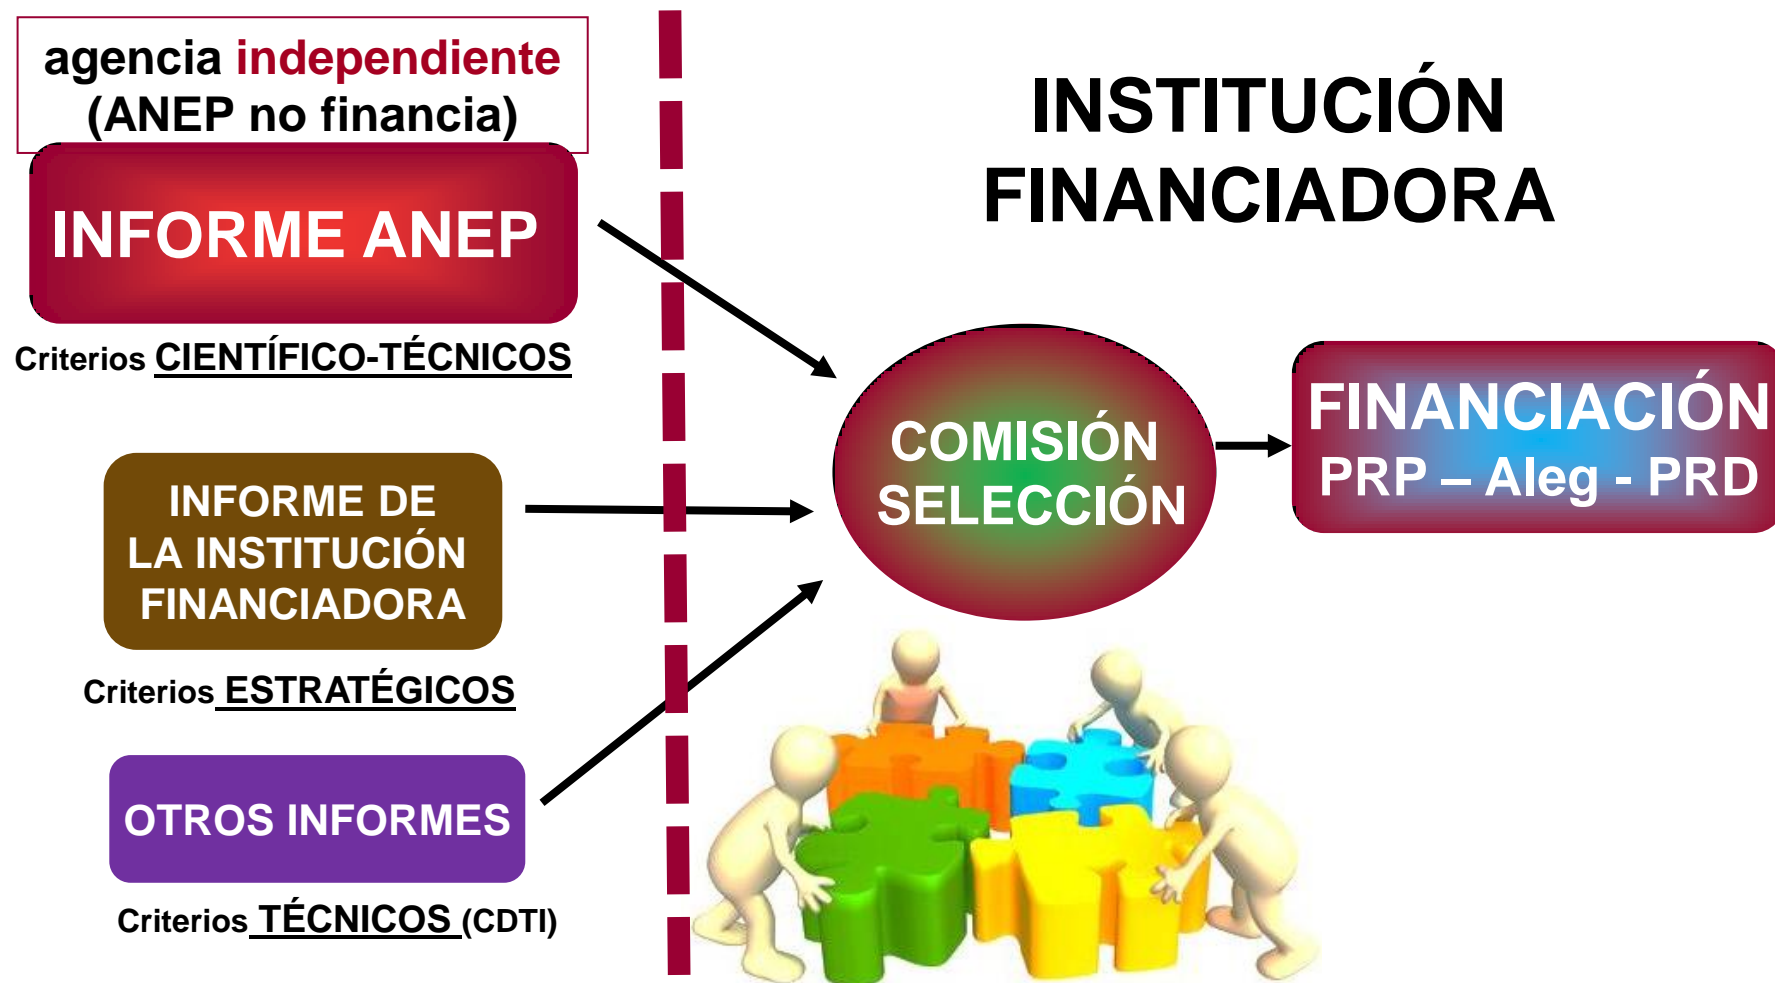 agencia independiente
(ANEP no financia)
INFORME ANEP
Criterios CIENTÍFICO-TÉCNICOS
INFORME DE
LA INSTITUCIÓN
FINANCIADORA
Criterios ESTRATÉGICOS
OTROS INFORMES
Criterios TÉCNICOS (CDTI)
INSTITUCIÓN
FINANCIADORA
COMISIÓN
SELECCIÓN
FINANCIACIÓN
PRP – Aleg - PRD